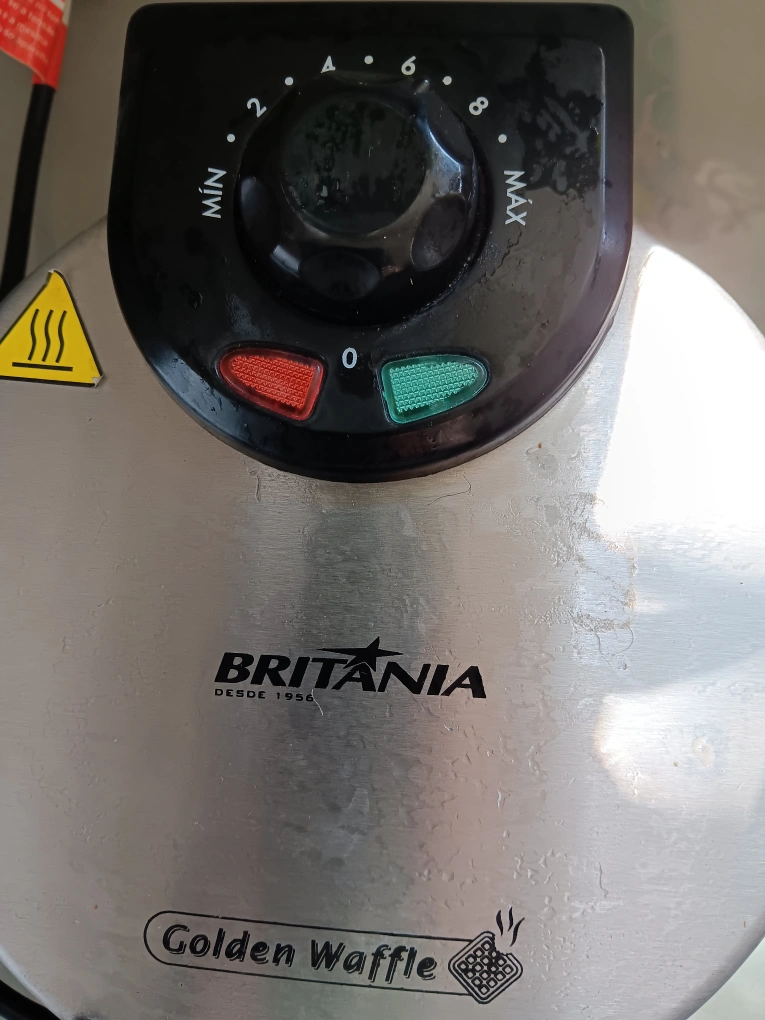 MÍN 2 4 6 8 MÁX
0
BRITANIA
DESDE 1956
Golden Waffle